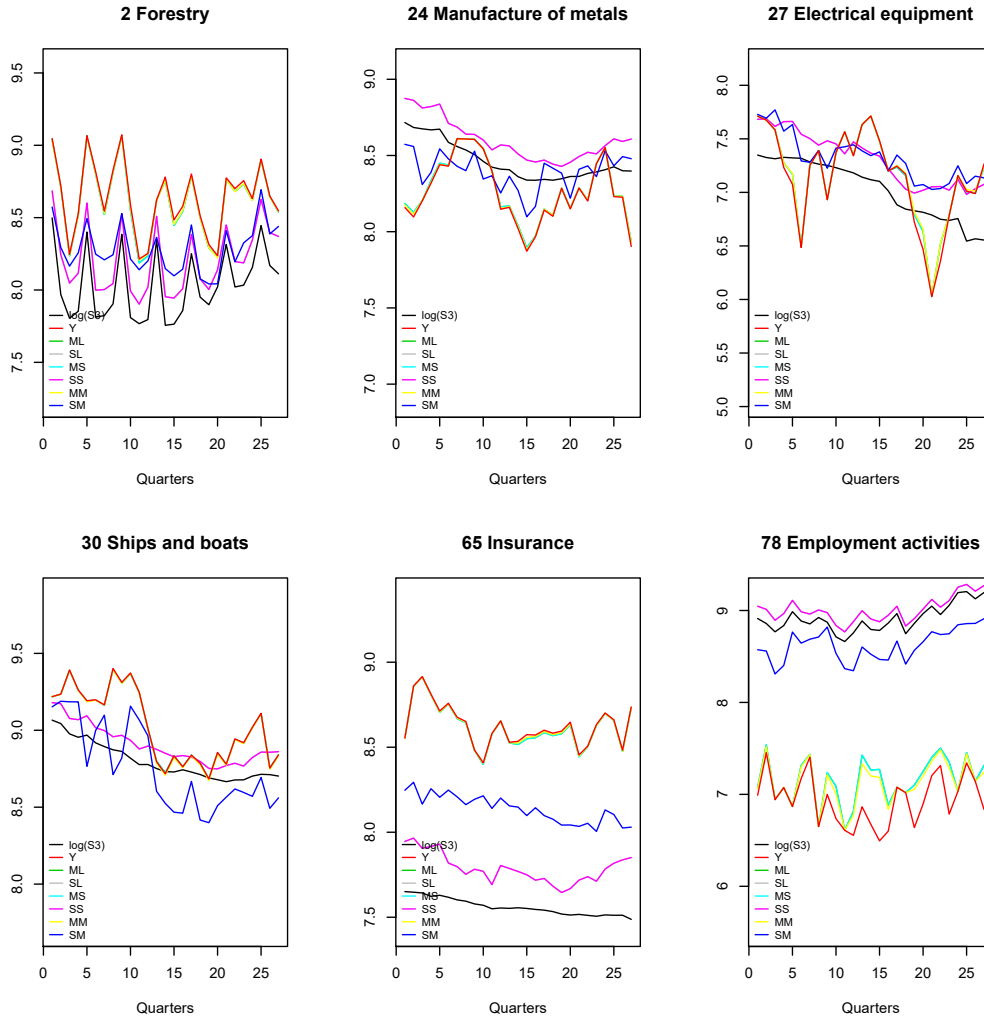 2 Forestry
9.5
9.0
8.5
8.0
7.5
log(S3)
Y
ML
SL
MS
SS
MM
SM
0 5 10 15 20 25
Quarters
24 Manufacture of metals
9.0
8.5
8.0
7.5
7.0
log(S3)
Y
ML
SL
MS
SS
MM
SM
0 5 10 15 20 25
Quarters
27 Electrical equipment
8.0
7.5
7.0
6.5
6.0
5.5
5.0
log(S3)
Y
ML
SL
MS
SS
MM
SM
0 5 10 15 20 25
Quarters
30 Ships and boats
9.5
9.0
8.5
8.0
log(S3)
Y
ML
SL
MS
SS
MM
SM
0 5 10 15 20 25
Quarters
65 Insurance
9.0
8.5
8.0
7.5
log(S3)
Y
ML
SL
MS
SS
MM
SM
0 5 10 15 20 25
Quarters
78 Employment activities
9
8
7
6
log(S3)
Y
ML
SL
MS
SS
MM
SM
0 5 10 15 20 25
Quarters